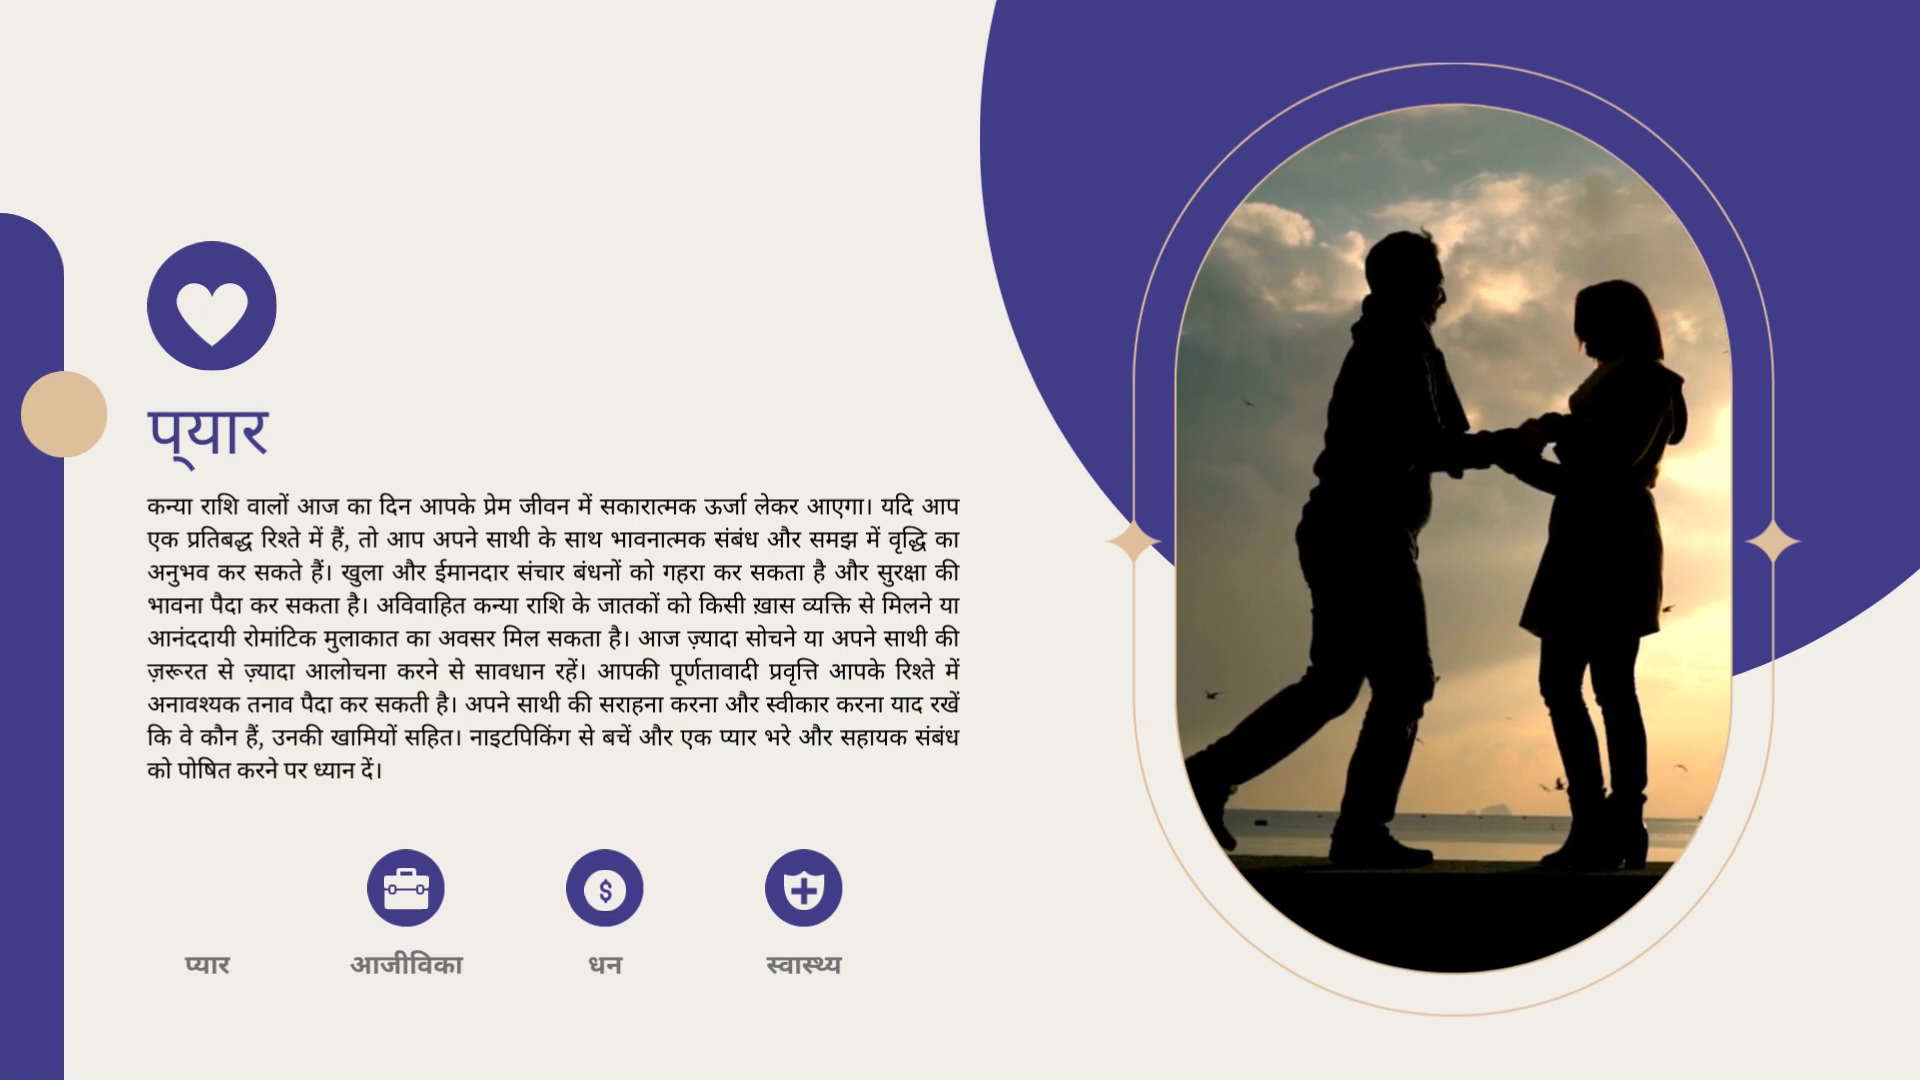 प्यार
कन्या राशि वालों आज का दिन आपके प्रेम जीवन में सकारात्मक ऊर्जा लेकर आएगा। यदि आप
एक प्रतिबद्ध रिश्ते में हैं, तो आप अपने साथी के साथ भावनात्मक संबंध और समझ में वृद्धि का
अनुभव कर सकते हैं। खुला और ईमानदार संचार बंधनों को गहरा कर सकता है और सुरक्षा की
भावना पैदा कर सकता है। अविवाहित कन्या राशि के जातकों को किसी ख़ास व्यक्ति से मिलने या
आनंददायी रोमांटिक मुलाकात का अवसर मिल सकता है। आज ज़्यादा सोचने या अपने साथी की
ज़रूरत से ज़्यादा आलोचना करने से सावधान रहें। आपकी पूर्णतावादी प्रवृत्ति आपके रिश्ते में
अनावश्यक तनाव पैदा कर सकती है। अपने साथी की सराहना करना और स्वीकार करना याद रखें
कि वे कौन हैं, उनकी खामियों सहित। नाइटपिकिंग से बचें और एक प्यार भरे और सहायक संबंध
को पोषित करने पर ध्यान दें।
प्यार आजीविका धन स्वास्थ्य